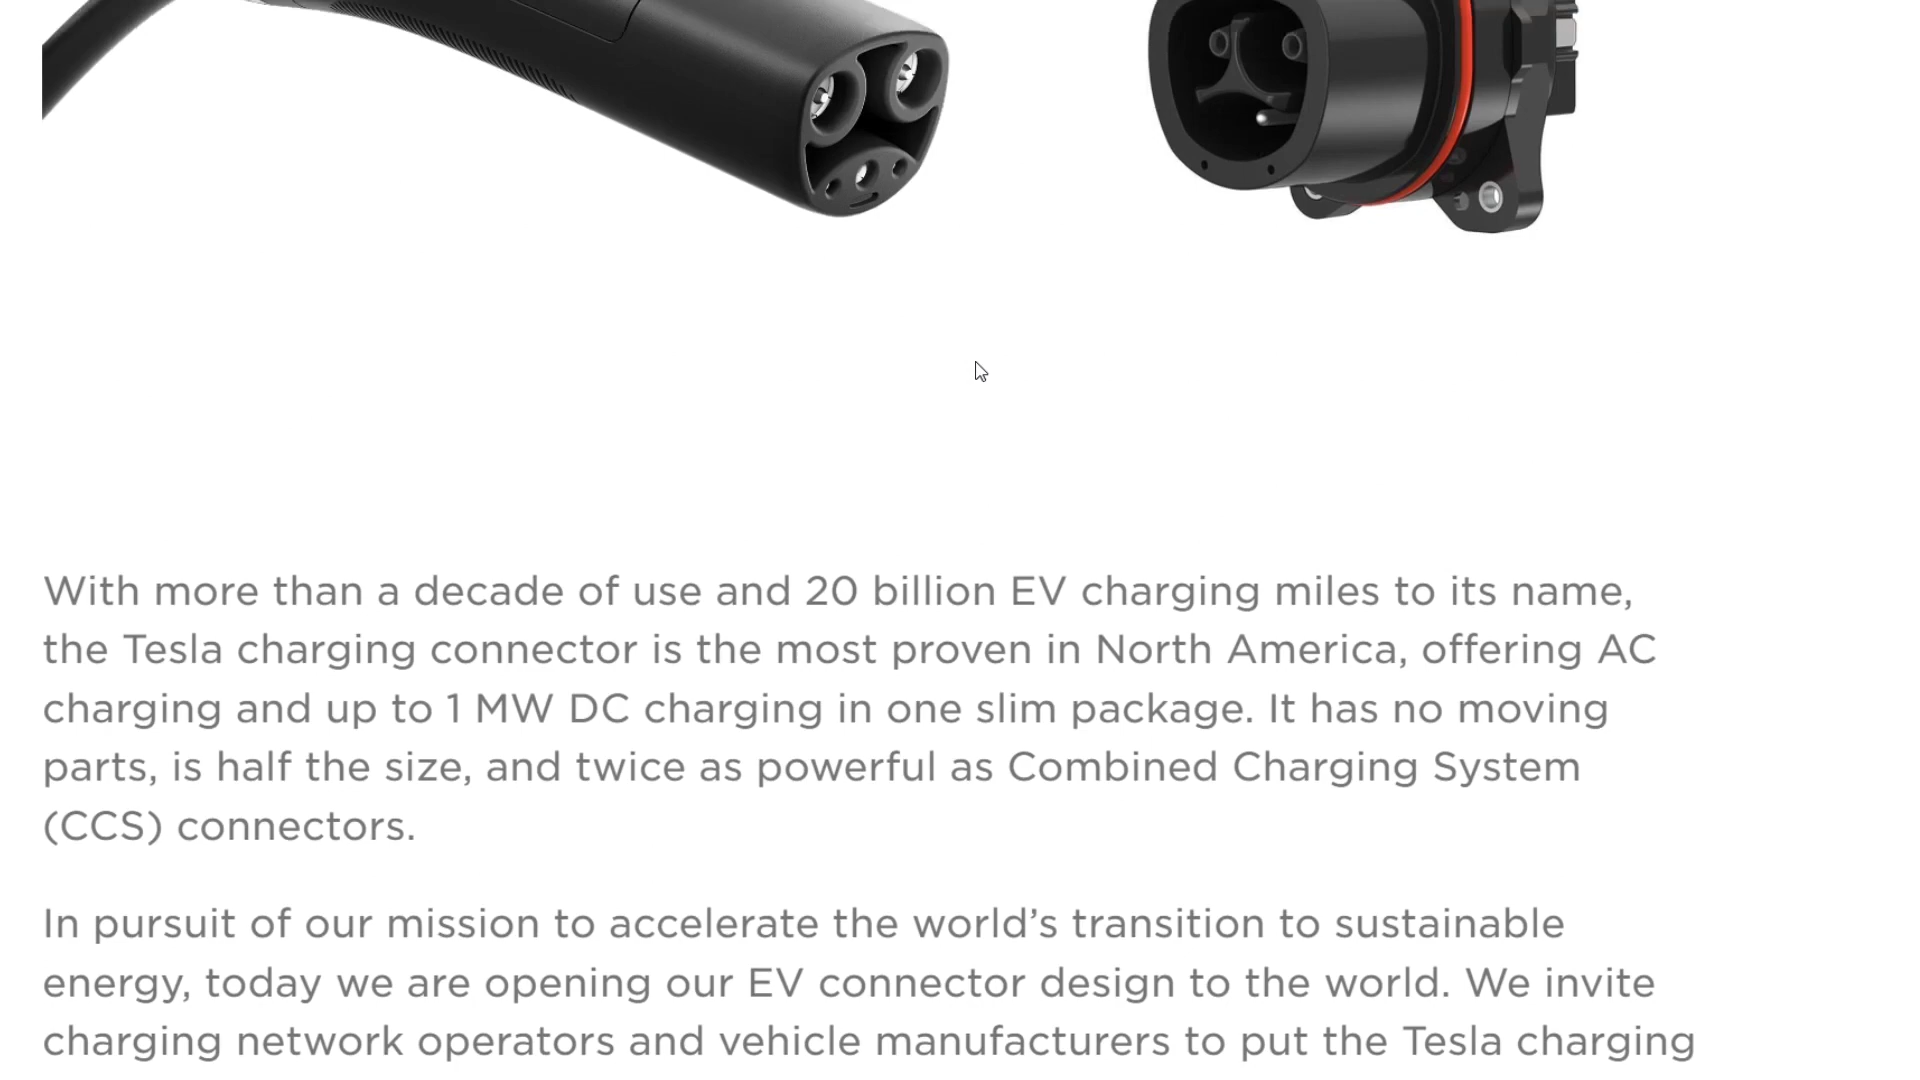 With more than a decade of use and 20 billion EV charging miles to its name,
the Tesla charging connector is the most proven in North America, offering AC
charging and up to 1 MW DC charging in one slim package. It has no moving
parts, is half the size, and twice as powerful as Combined Charging System
(CCS) connectors.
In pursuit of our mission to accelerate the world’s transition to sustainable
energy, today we are opening our EV connector design to the world. We invite
charging network operators and vehicle manufacturers to put the Tesla charging